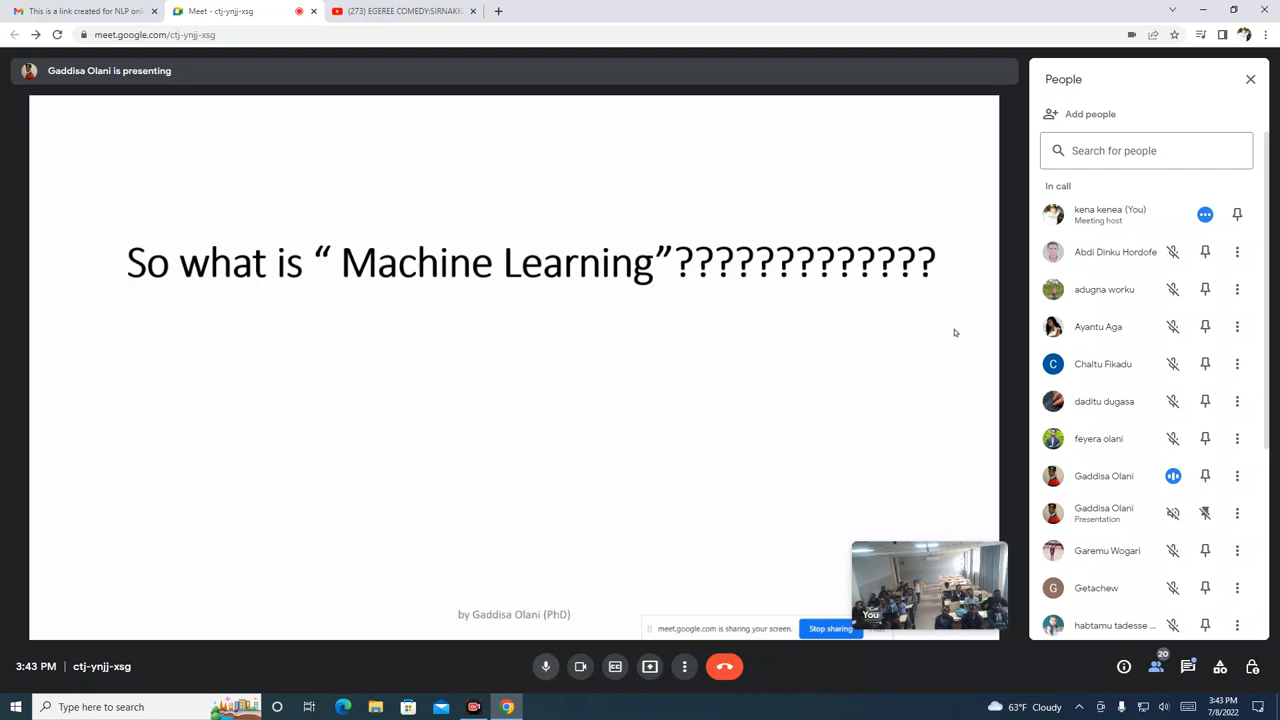 This is a link created for NLP onli
Meet - ctj-ynjj-xsg
(273) EGEREE COMEDY:SIRNAKK
meet.google.com/ctj-ynjj-xsg
Gaddisa Olani is presenting
So what is “ Machine Learning”?????????????
by Gaddisa Olani (PhD)
meet.google.com is sharing your screen.
Stop sharing
You
People
Add people
Search for people
In call
kena kenea (You)
Meeting host
Abdi Dinku Hordofe
adugna worku
Ayantu Aga
C
Chaltu Fikadu
daditu dugasa
feyera olani
Gaddisa Olani
Gaddisa Olani
Presentation
Garemu Wogari
G
Getachew
habtamu tadesse ...
3:43 PM | ctj-ynjj-xsg
20
Type here to search
63°F Cloudy
3:43 PM
7/8/2022